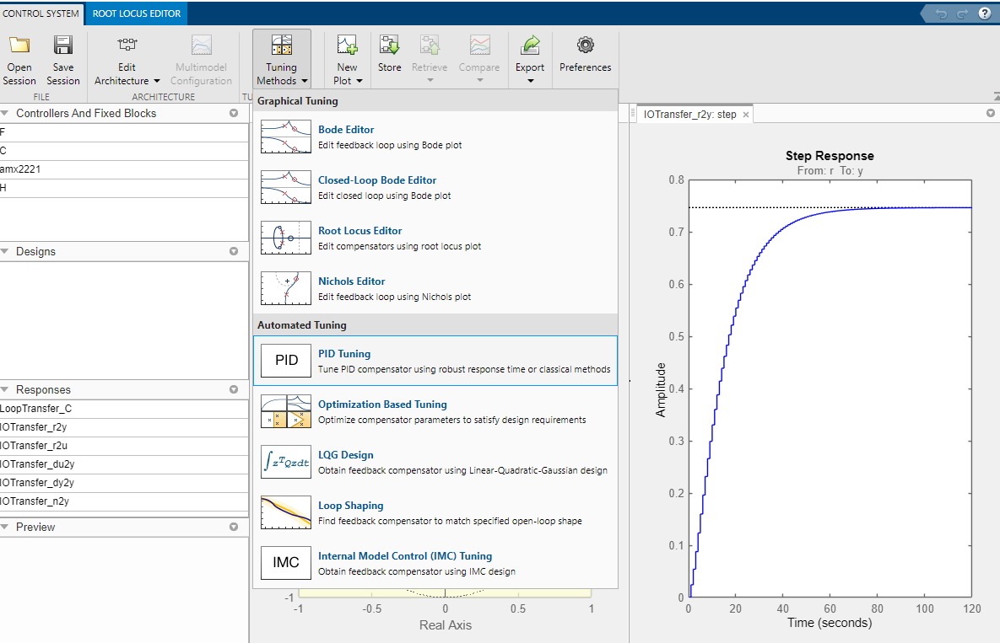 CONTROL SYSTEM
ROOT LOCUS EDITOR
?
Open
Session
Save
Session
FILE
Edit
Architecture
Multimodel
Configuration
ARCHITECTURE
Tuning
Methods
TU
New
Plot
Store
Retrieve
Compare
Export
Preferences
Controllers And Fixed Blocks
F
C
amx2221
H
Designs
Responses
LoopTransfer_C
IOTransfer_r2y
IOTransfer_r2u
IOTransfer_du2y
IOTransfer_dy2y
IOTransfer_n2y
Preview
Graphical Tuning
Bode Editor
Edit feedback loop using Bode plot
Closed-Loop Bode Editor
Edit closed loop using Bode plot
Root Locus Editor
Edit compensators using root locus plot
Nichols Editor
Edit feedback loop using Nichols plot
Automated Tuning
PID
PID Tuning
Tune PID compensator using robust response time or classical methods
Optimization Based Tuning
Optimize compensator parameters to satisfy design requirements
∫zᵀQzdt
LQG Design
Obtain feedback compensator using Linear-Quadratic-Gaussian design
Loop Shaping
Find feedback compensator to match specified open-loop shape
IMC
Internal Model Control (IMC) Tuning
Obtain feedback compensator using IMC design
-1
-1 -0.5 0 0.5 1
Real Axis
IOTransfer_r2y: step
Step Response
From: r To: y
0.8
0.7
0.6
0.5
0.4
0.3
0.2
0.1
0
Amplitude
0 20 40 60 80 100 120
Time (seconds)